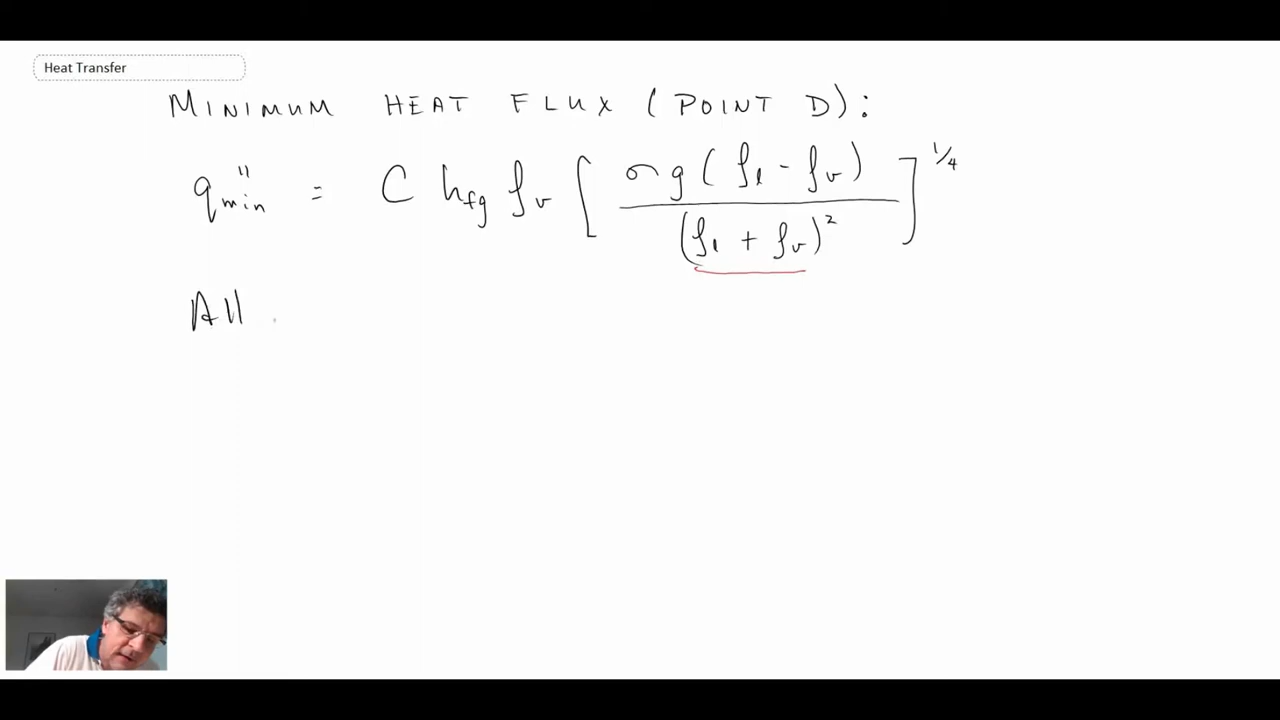 Heat Transfer
MINIMUM HEAT FLUX (POINT D):
q''min = C hfg ρv [ σg(ρl - ρv) / (ρl + ρv)² ]^1/4
All